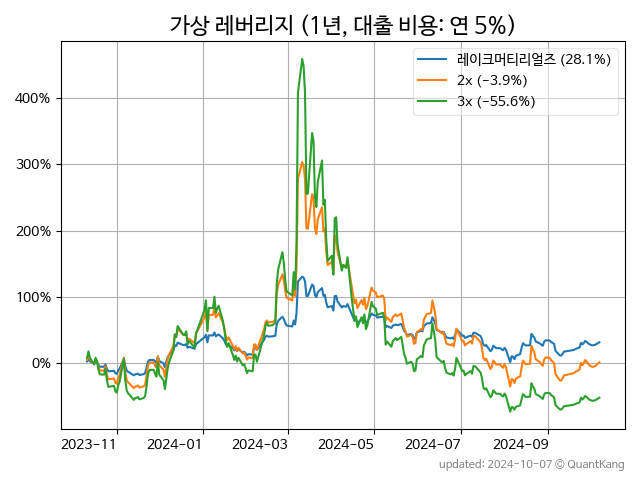 가상 레버리지 (1년, 대출 비용: 연 5%)
레이크머티리얼즈 (28.1%)
2x (−3.9%)
3x (−55.6%)
400%
300%
200%
100%
0%
2023-11 2024-01 2024-03 2024-05 2024-07 2024-09
updated: 2024-10-07 © QuantKang